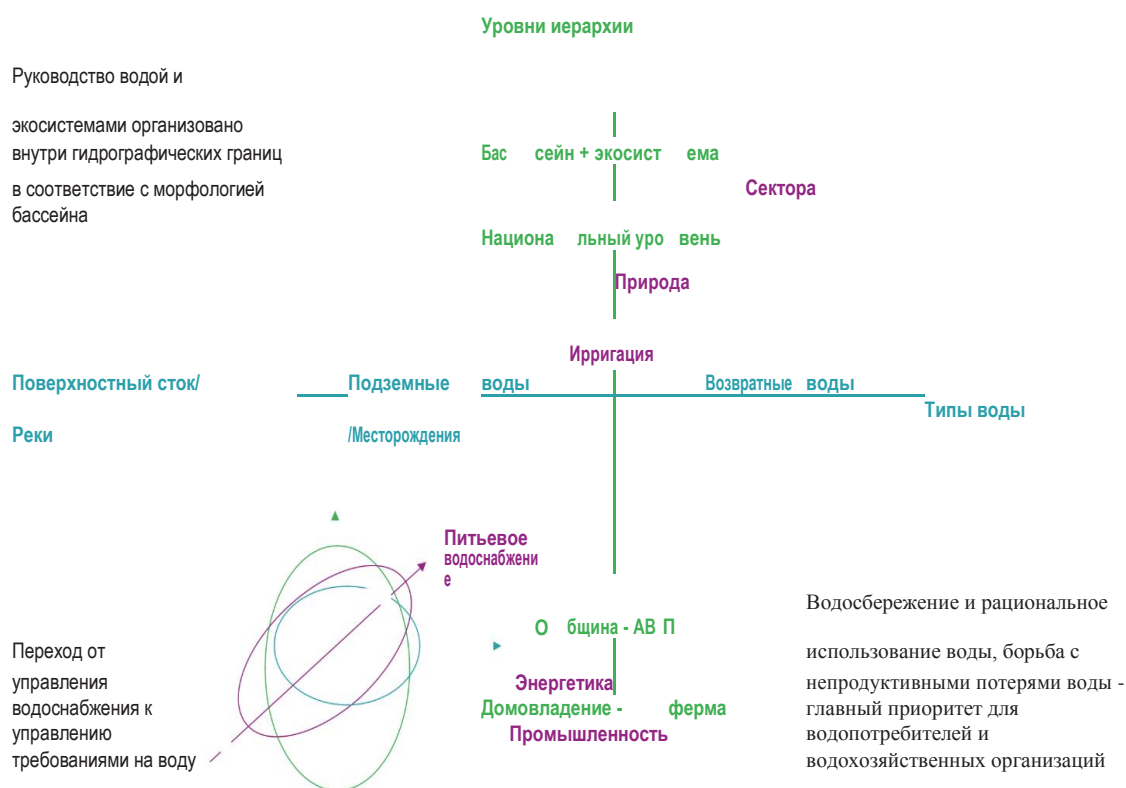 Уровни иерархии
Руководство водой и
экосистемами организовано
внутри гидрографических границ
в соответствие с морфологией
бассейна
Бас сейн + экосист ема
Сектора
Национа льный уро вень
Природа
Ирригация
Поверхностный сток/ Подземные воды Возвратные воды
Типы воды
Реки /Месторождения
Питьевое
водоснабжени
е
О бщина - АВ П
Энергетика
Домовладение - ферма
Промышленность
Переход от
управления
водоснабжения к
управлению
требованиями на воду
Водосбережение и рациональное
использование воды, борьба с
непродуктивными потерями воды -
главный приоритет для
водопотребителей и
водохозяйственных организаций